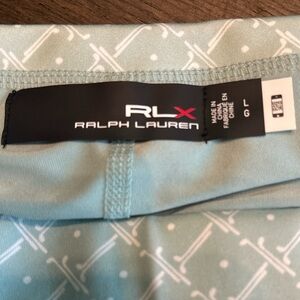 RLX
RALPH LAUREN
MADE IN
CHINA
FABRIQUÉ EN
CHINE
L
G